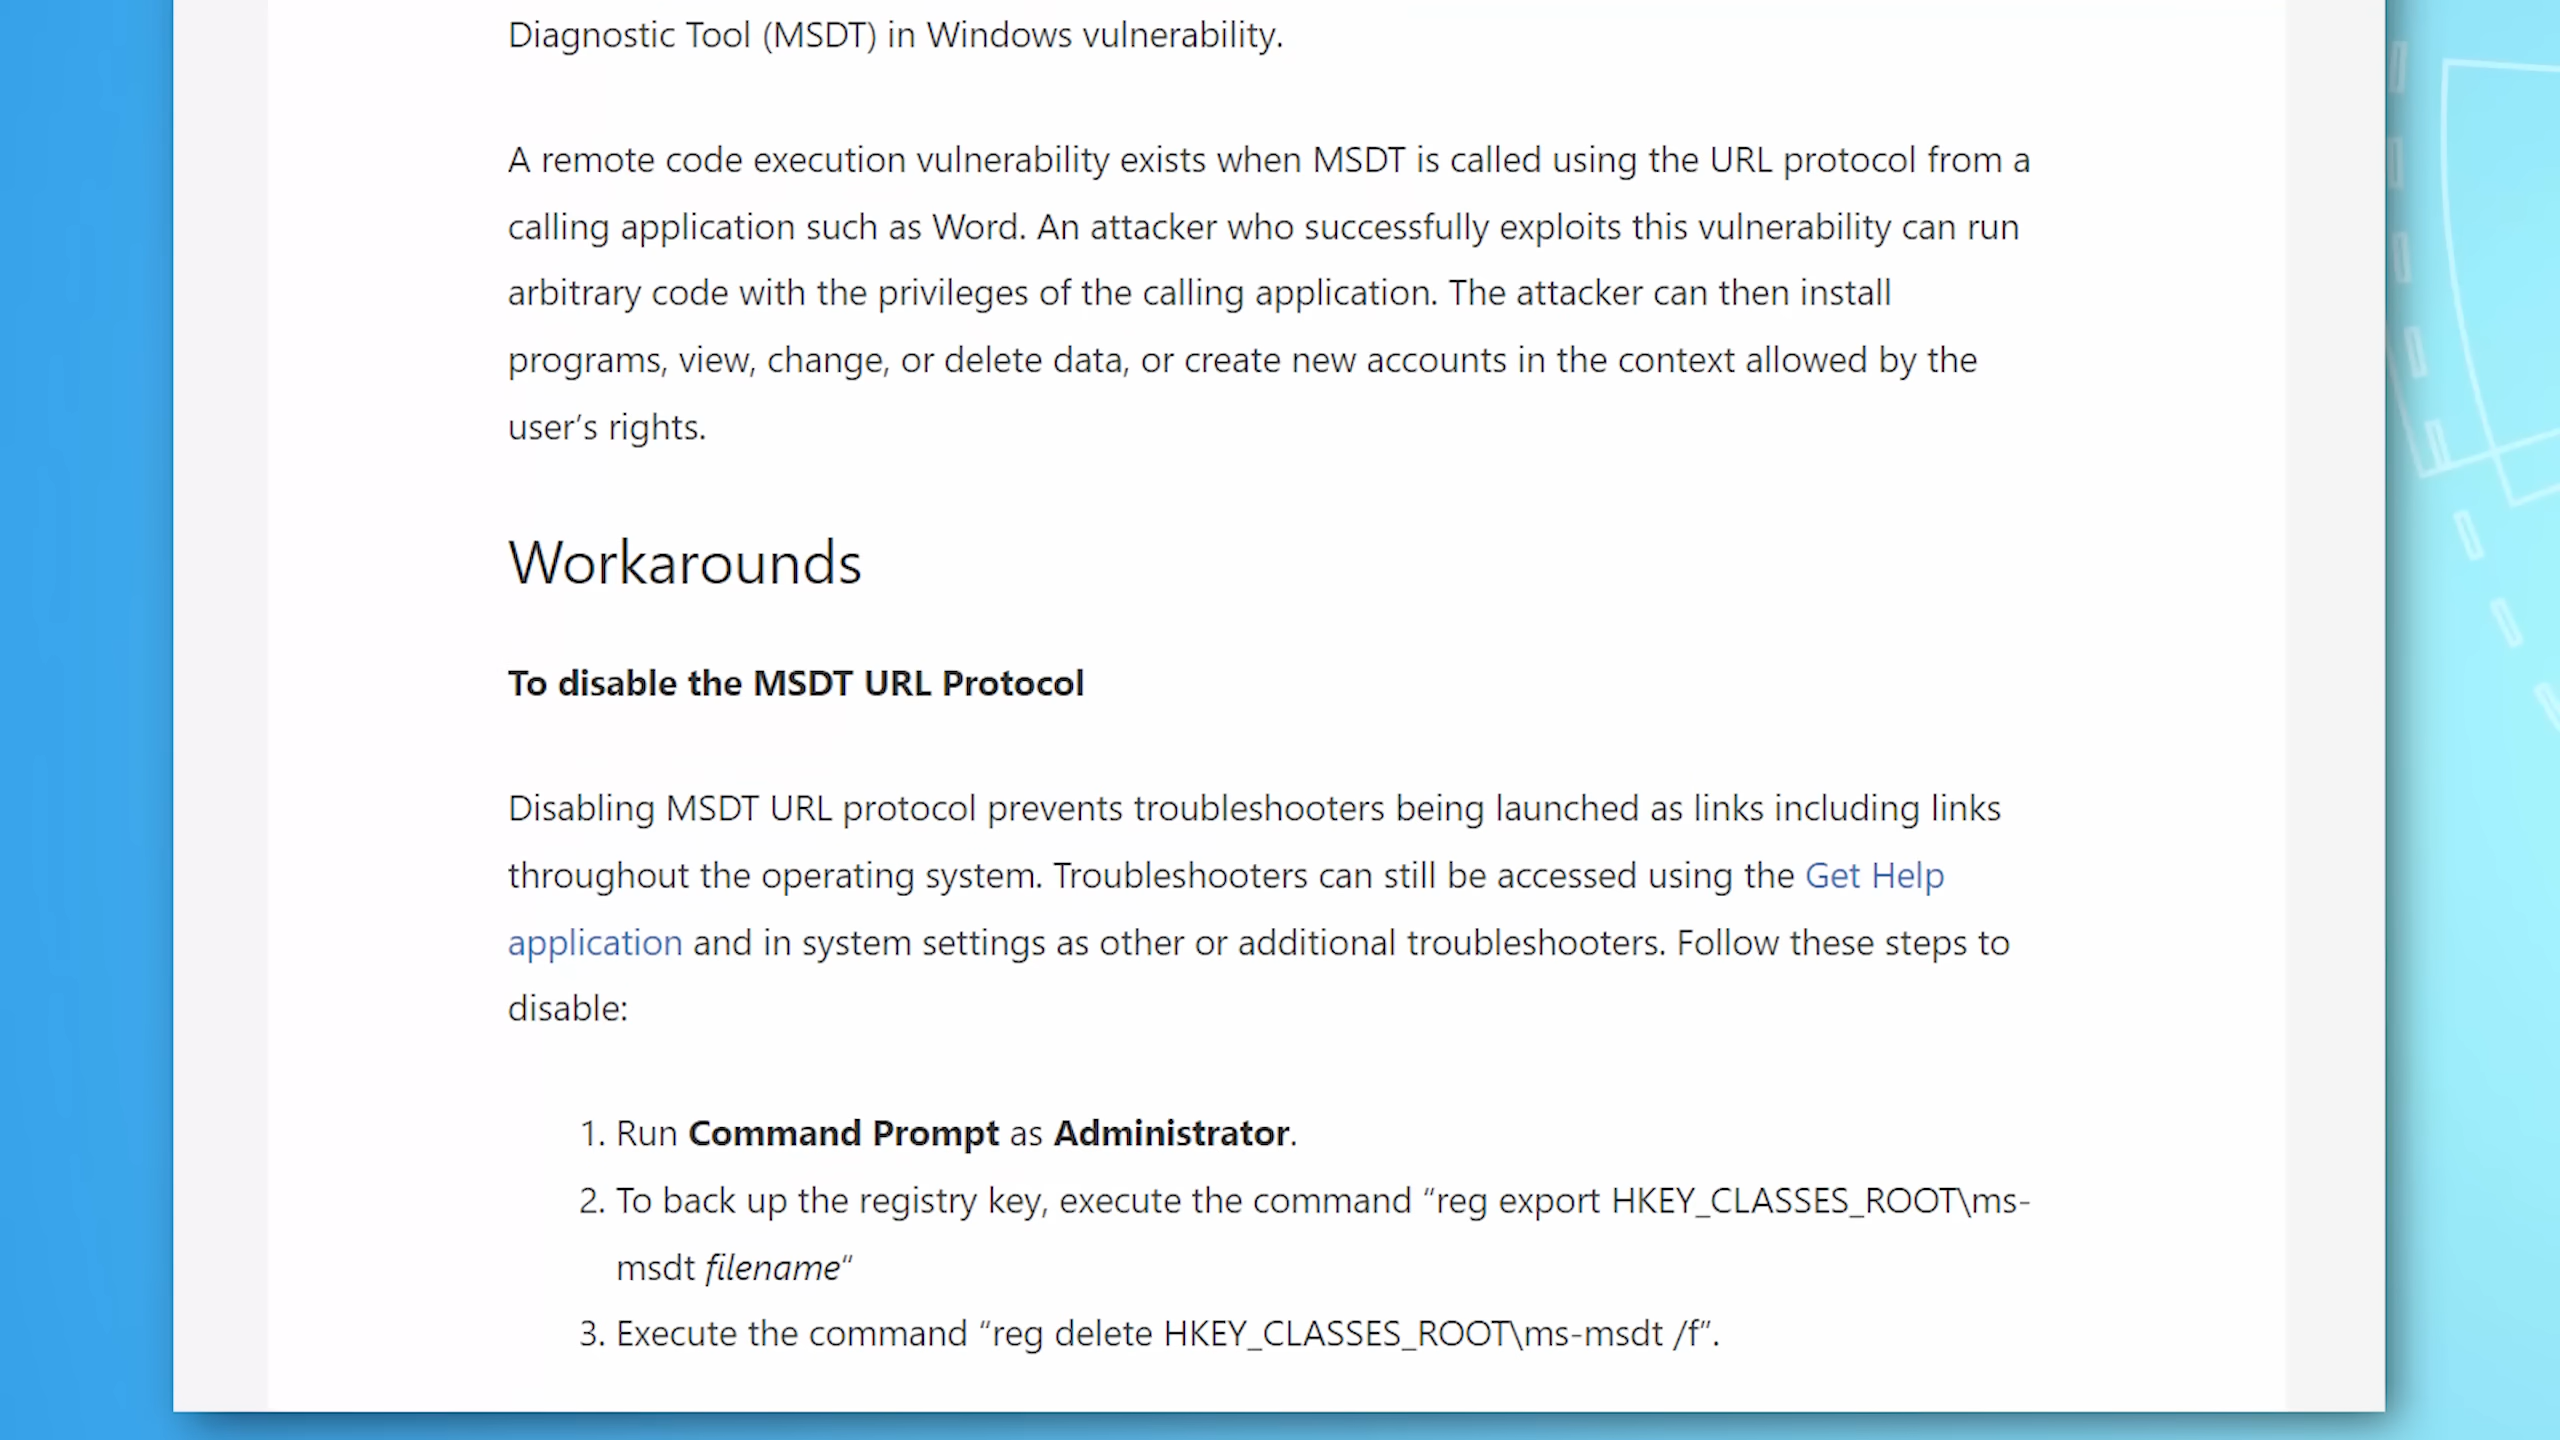 Diagnostic Tool (MSDT) in Windows vulnerability.
A remote code execution vulnerability exists when MSDT is called using the URL protocol from a
calling application such as Word. An attacker who successfully exploits this vulnerability can run
arbitrary code with the privileges of the calling application. The attacker can then install
programs, view, change, or delete data, or create new accounts in the context allowed by the
user’s rights.
Workarounds
To disable the MSDT URL Protocol
Disabling MSDT URL protocol prevents troubleshooters being launched as links including links
throughout the operating system. Troubleshooters can still be accessed using the Get Help
application and in system settings as other or additional troubleshooters. Follow these steps to
disable:
1. Run Command Prompt as Administrator.
2. To back up the registry key, execute the command “reg export HKEY_CLASSES_ROOT\ms-
msdt filename“
3. Execute the command “reg delete HKEY_CLASSES_ROOT\ms-msdt /f”.